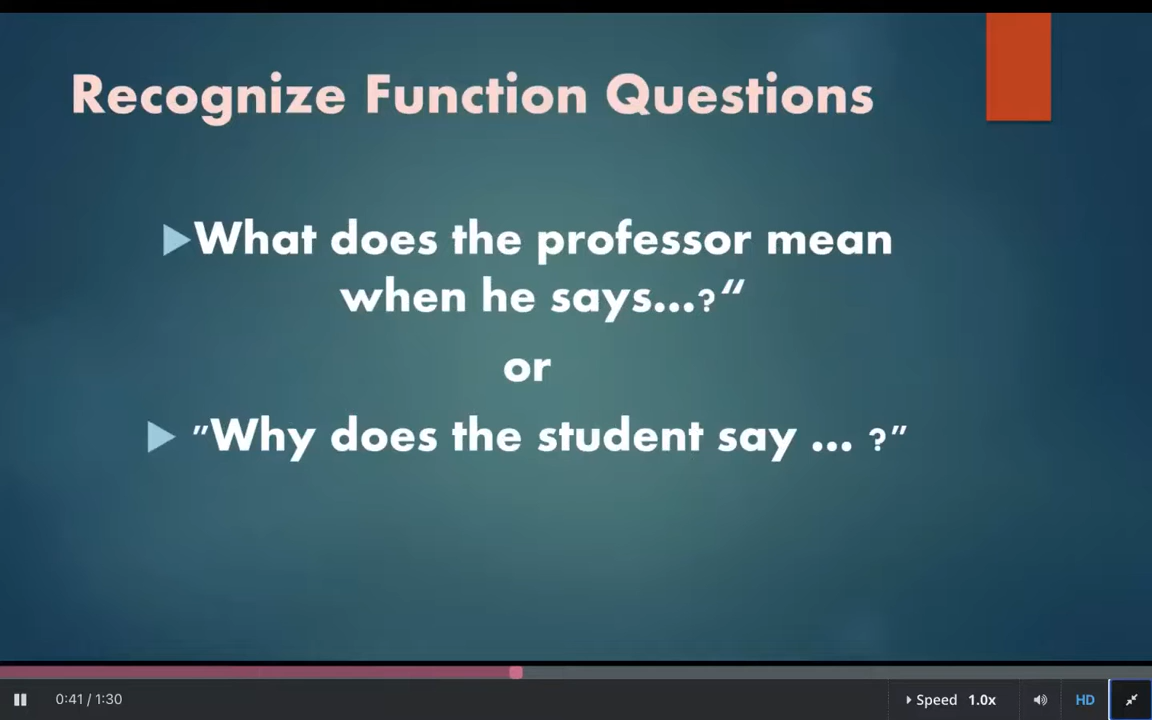 Recognize Function Questions
What does the professor mean
when he says...?“
or
”Why does the student say ... ?”
0:41 / 1:30
Speed 1.0x
HD